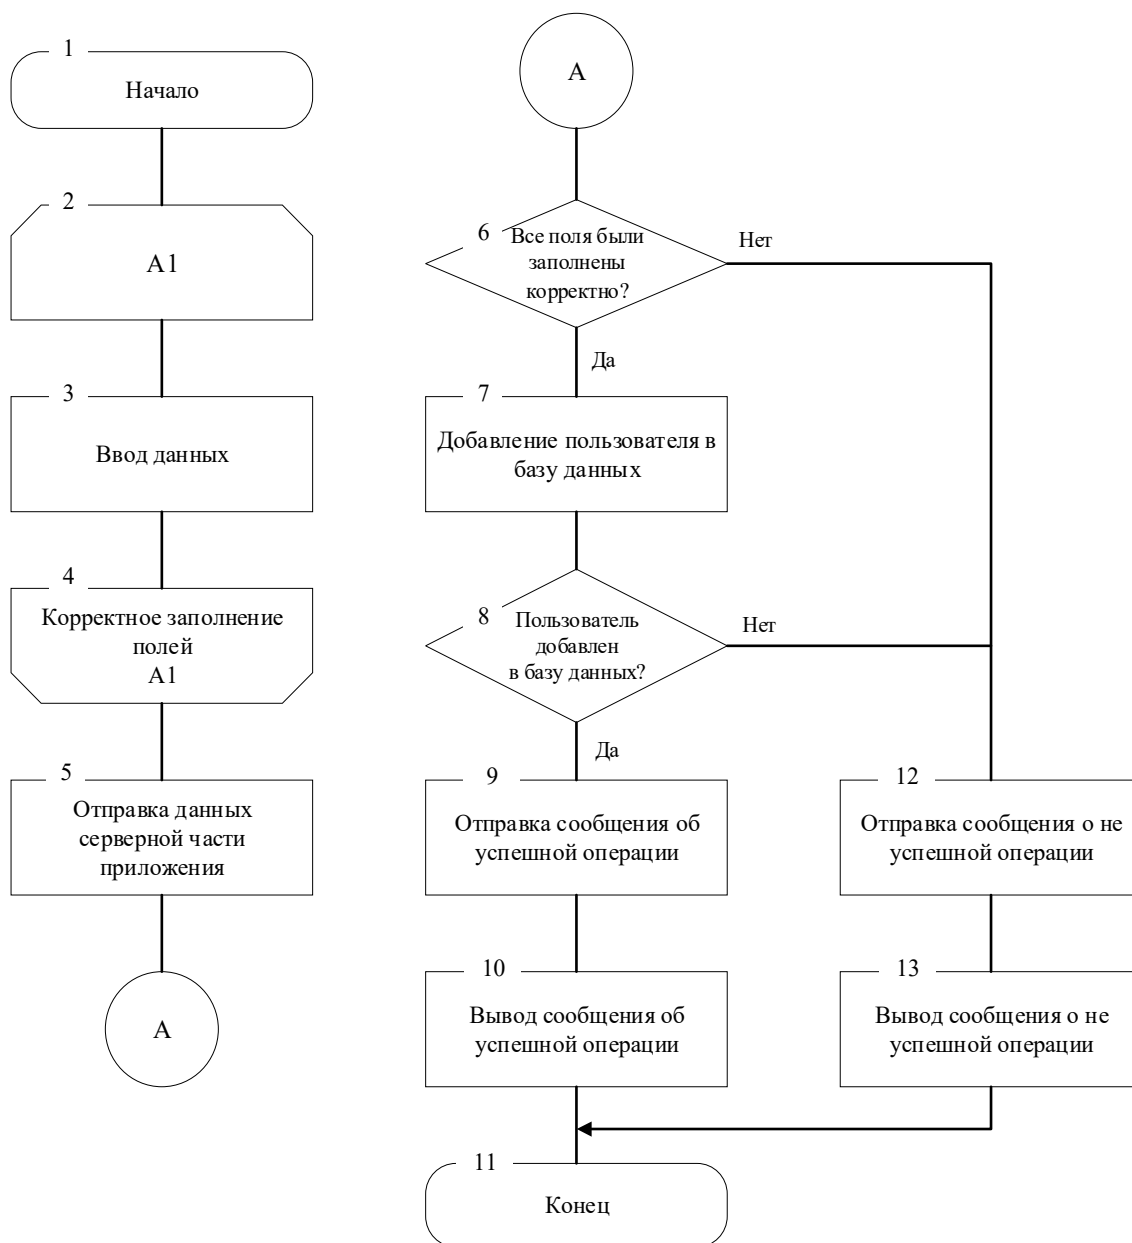 1
Начало
2
А1
3
Ввод данных
4
Корректное заполнение
полей
А1
5
Отправка данных
серверной части
приложения
А
А
6
Все поля были
заполнены
корректно?
Нет
Да
7
Добавление пользователя в
базу данных
8
Пользователь
добавлен
в базу данных?
Нет
Да
9
Отправка сообщения об
успешной операции
10
Вывод сообщения об
успешной операции
11
Конец
12
Отправка сообщения о не
успешной операции
13
Вывод сообщения о не
успешной операции